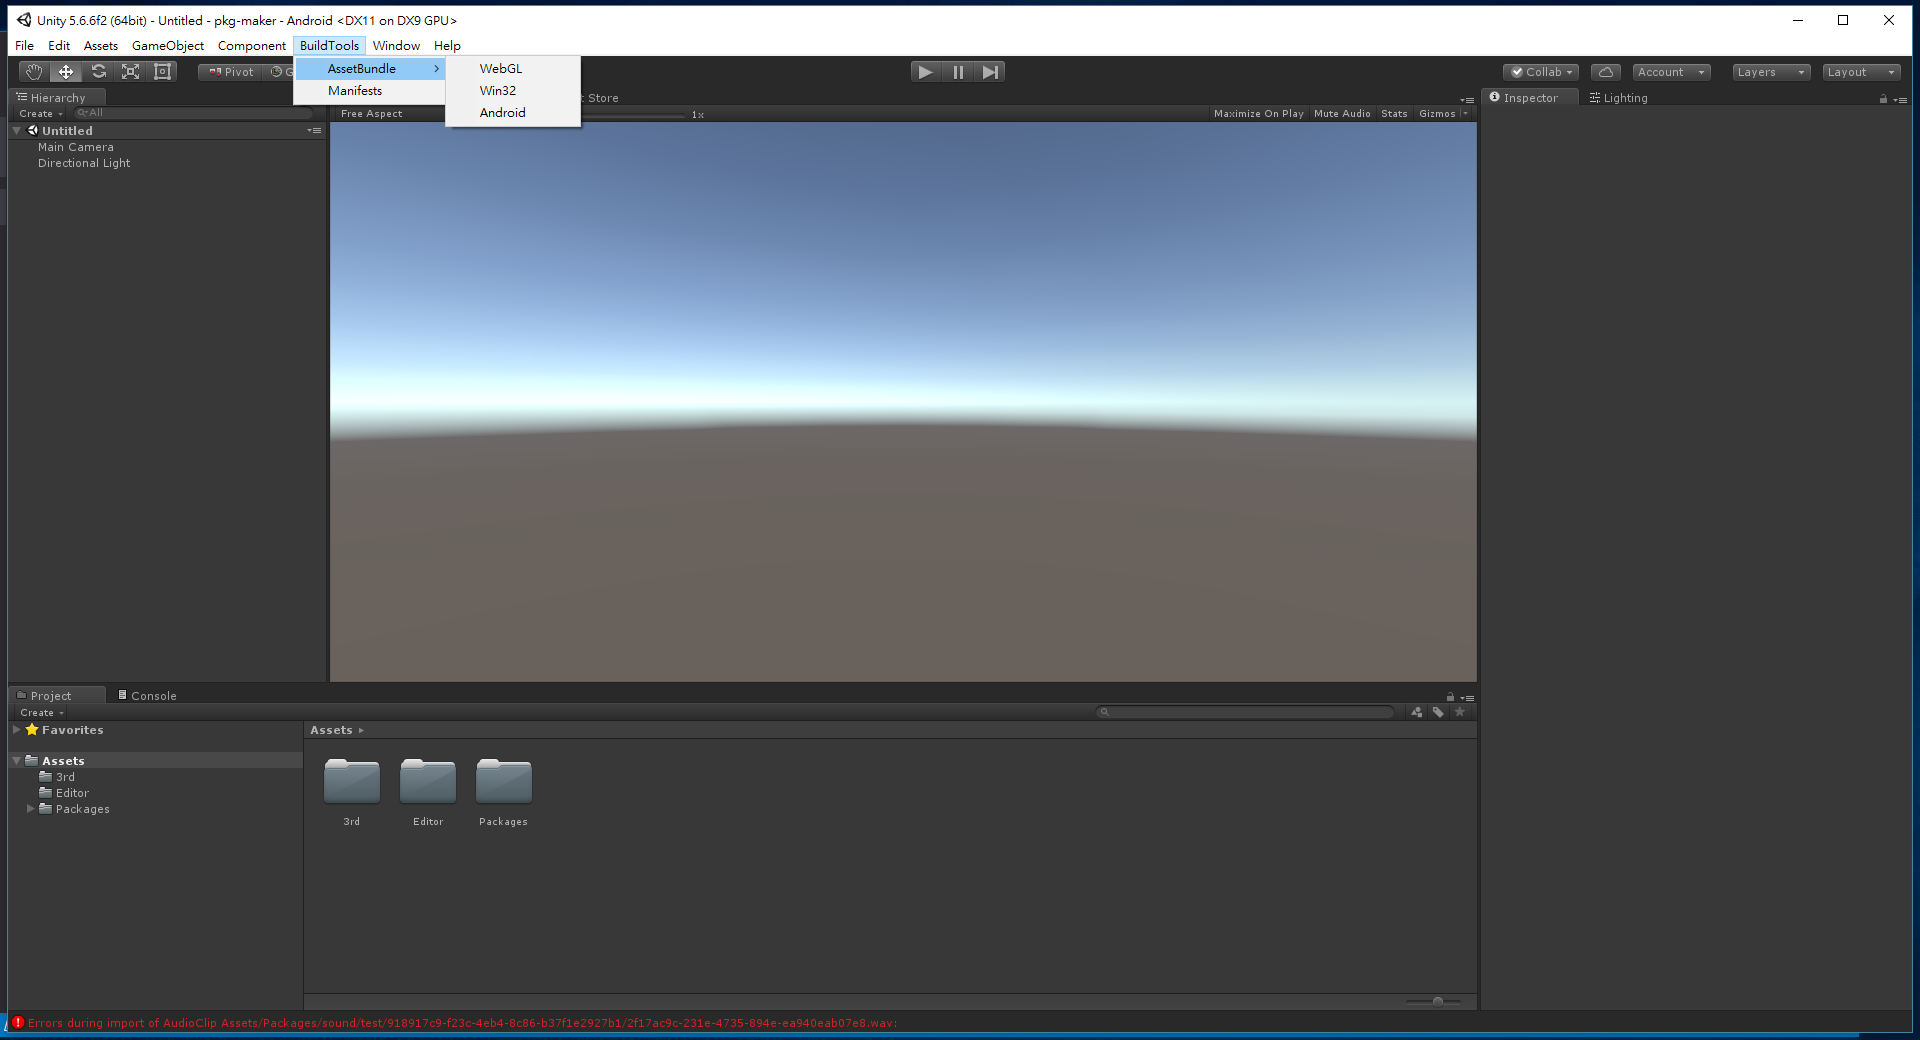 Unity 5.6.6f2 (64bit) - Untitled - pkg-maker - Android <DX11 on DX9 GPU>
File Edit Assets GameObject Component BuildTools Window Help
AssetBundle
Manifests
WebGL
Win32
Android
Pivot G
Collab Account Layers Layout
Hierarchy
Create All
Untitled
Main Camera
Directional Light
t Store
Free Aspect 1x Maximize On Play Mute Audio Stats Gizmos
Inspector Lighting
Project Console
Create
Favorites
Assets
3rd
Editor
Packages
Assets
3rd Editor Packages
Errors during import of AudioClip Assets/Packages/sound/test/918917c9-f23c-4eb4-8c86-b37f1e2927b1/2f17ac9c-231e-4735-894e-ea940eab07e8.wav: